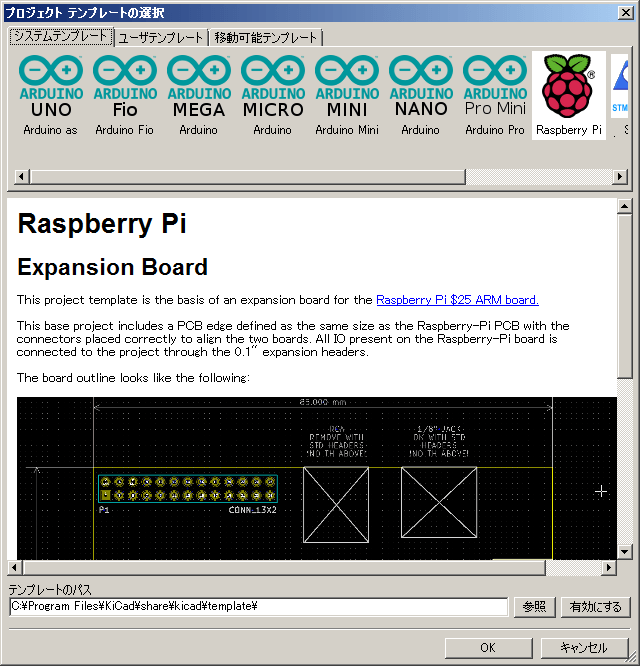 プロジェクト テンプレートの選択
システムテンプレート ユーザテンプレート 移動可能テンプレート
ARDUINO ARDUINO ARDUINO ARDUINO ARDUINO ARDUINO ARDUINO
UNO Fio MEGA MICRO MINI NANO Pro Mini STM
Arduino as Arduino Fio Arduino Arduino Arduino Mini Arduino Arduino Pro Raspberry Pi S
Raspberry Pi
Expansion Board
This project template is the basis of an expansion board for the Raspberry Pi $25 ARM board.
This base project includes a PCB edge defined as the same size as the Raspberry-Pi PCB with the
connectors placed correctly to align the two boards. All IO present on the Raspberry-Pi board is
connected to the project through the 0.1" expansion headers.
The board outline looks like the following:
85.000 mm
RCA 1/8" JACK
REMOVE WITH OK WITH STD
STD HEADERS HEADERS
!NO TH ABOVE! !NO TH ABOVE!
P1 CONN_13X2
テンプレートのパス
C:¥Program Files¥KiCad¥share¥kicad¥template¥ 参照 有効にする
OK キャンセル